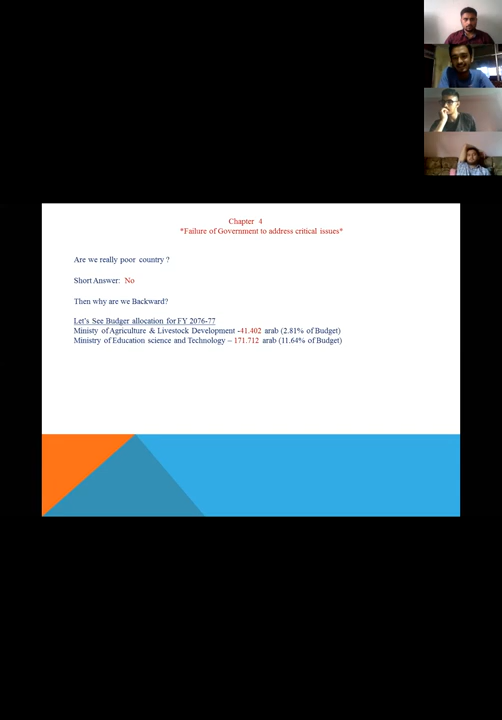 Chapter 4
*Failure of Government to address critical issues*
Are we really poor country ?
Short Answer: No
Then why are we Backward?
Let's See Budger allocation for FY 2076-77
Ministy of Agriculture & Livestock Development -41.402 arab (2.81% of Budget)
Ministry of Education science and Technology – 171.712 arab (11.64% of Budget)